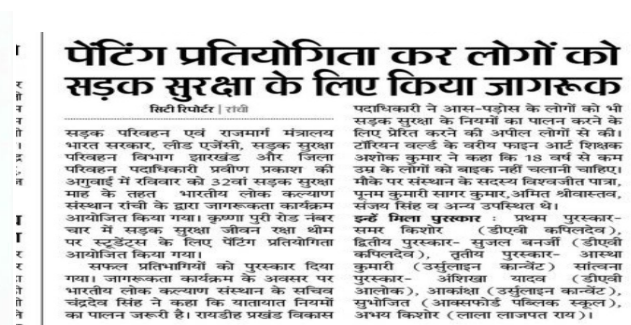 पेंटिंग प्रतियोगिता कर लोगों को
सड़क सुरक्षा के लिए किया जागरूक
सिटी रिपोर्टर | रांची
सड़क परिवहन एवं राजमार्ग मंत्रालय
भारत सरकार, लीड एजेंसी, सड़क सुरक्षा
परिवहन विभाग झारखंड और जिला
परिवहन पदाधिकारी प्रवीण प्रकाश की
अगुवाई में रविवार को 32वां सड़क सुरक्षा
माह के तहत भारतीय लोक कल्याण
संस्थान रांची के द्वारा जागरूकता कार्यक्रम
आयोजित किया गया। कृष्णा पुरी रोड नंबर
चार में सड़क सुरक्षा जीवन रक्षा थीम
पर स्टूडेंट्स के लिए पेंटिंग प्रतियोगिता
आयोजित किया गया।
सफल प्रतिभागियों को पुरस्कार दिया
गया। जागरूकता कार्यक्रम के अवसर पर
भारतीय लोक कल्याण संस्थान के सचिव
चंद्रदेव सिंह ने कहा कि यातायात नियमों
का पालन जरूरी है। रायडीह प्रखंड विकास
पदाधिकारी ने आस-पड़ोस के लोगों को भी
सड़क सुरक्षा के नियमों का पालन करने के
लिए प्रेरित करने की अपील लोगों से की।
टॉरियन वर्ल्ड के वरीय फाइन आर्ट शिक्षक
अशोक कुमार ने कहा कि 18 वर्ष से कम
उम्र के लोगों को बाइक नहीं चलानी चाहिए।
मौके पर संस्थान के सदस्य विश्वजीत पात्रा,
पूनम कुमारी सागर कुमार,अमित श्रीवास्तव,
संजय सिंह व अन्य उपस्थित थे।
इन्हें मिला पुरस्कार : प्रथम पुरस्कार-
समर किशोर (डीएवी कपिलदेव),
द्वितीय पुरस्कार- सुजल बनर्जी (डीएवी
कपिलदेव), तृतीय पुरस्कार- आस्था
कुमारी (उर्सुलाइन कान्वेंट) सांत्वना
पुरस्कार- अंशिखा यादव (डीएवी
आलोक), आकांक्षा (उर्सुलाइन कान्वेंट),
सुभोजित (आक्सफोर्ड पब्लिक स्कूल),
अभय किशोर (लाला लाजपत राय)।